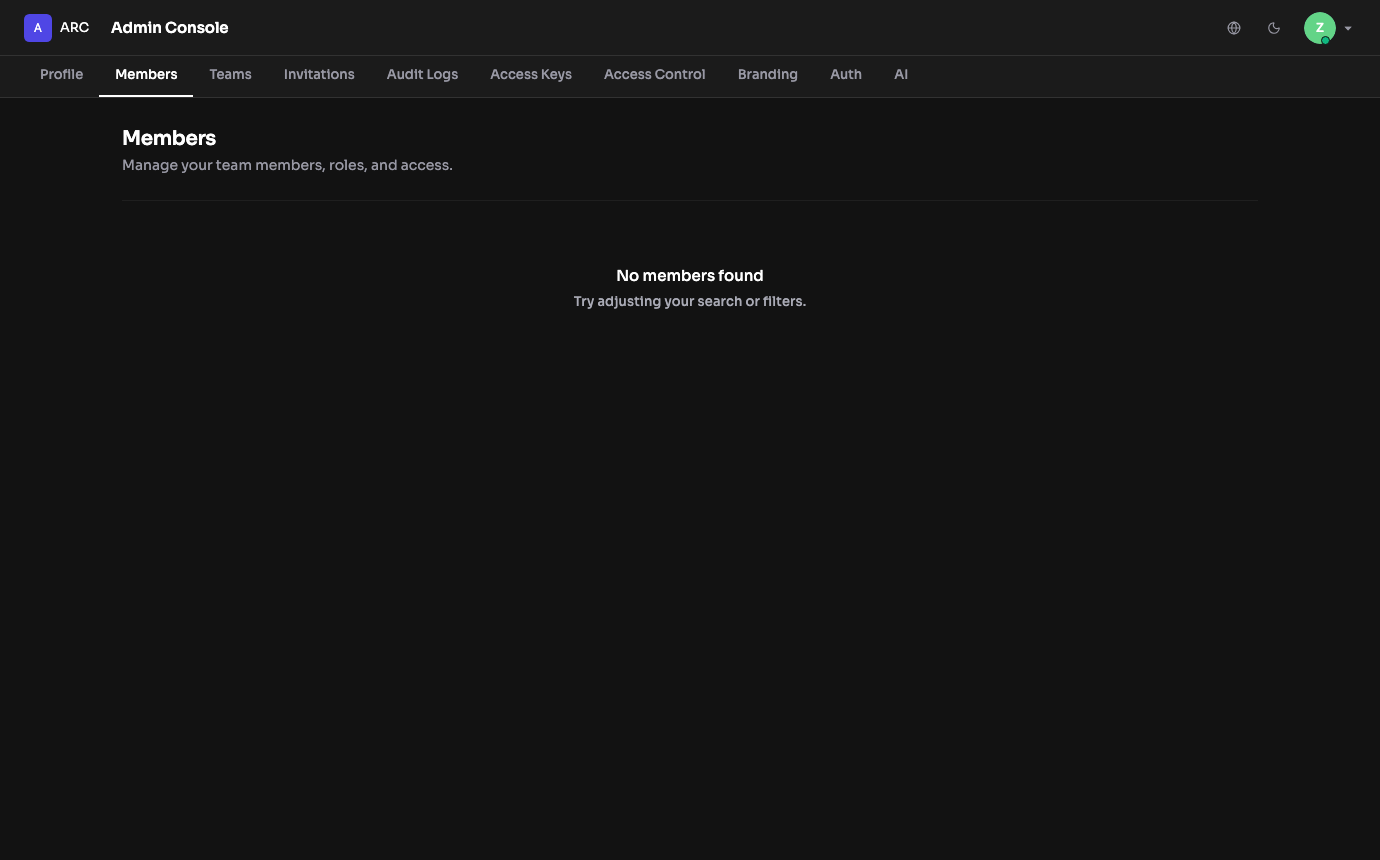 A ARC Admin Console Z
Profile Members Teams Invitations Audit Logs Access Keys Access Control Branding Auth AI
Members
Manage your team members, roles, and access.
No members found
Try adjusting your search or filters.